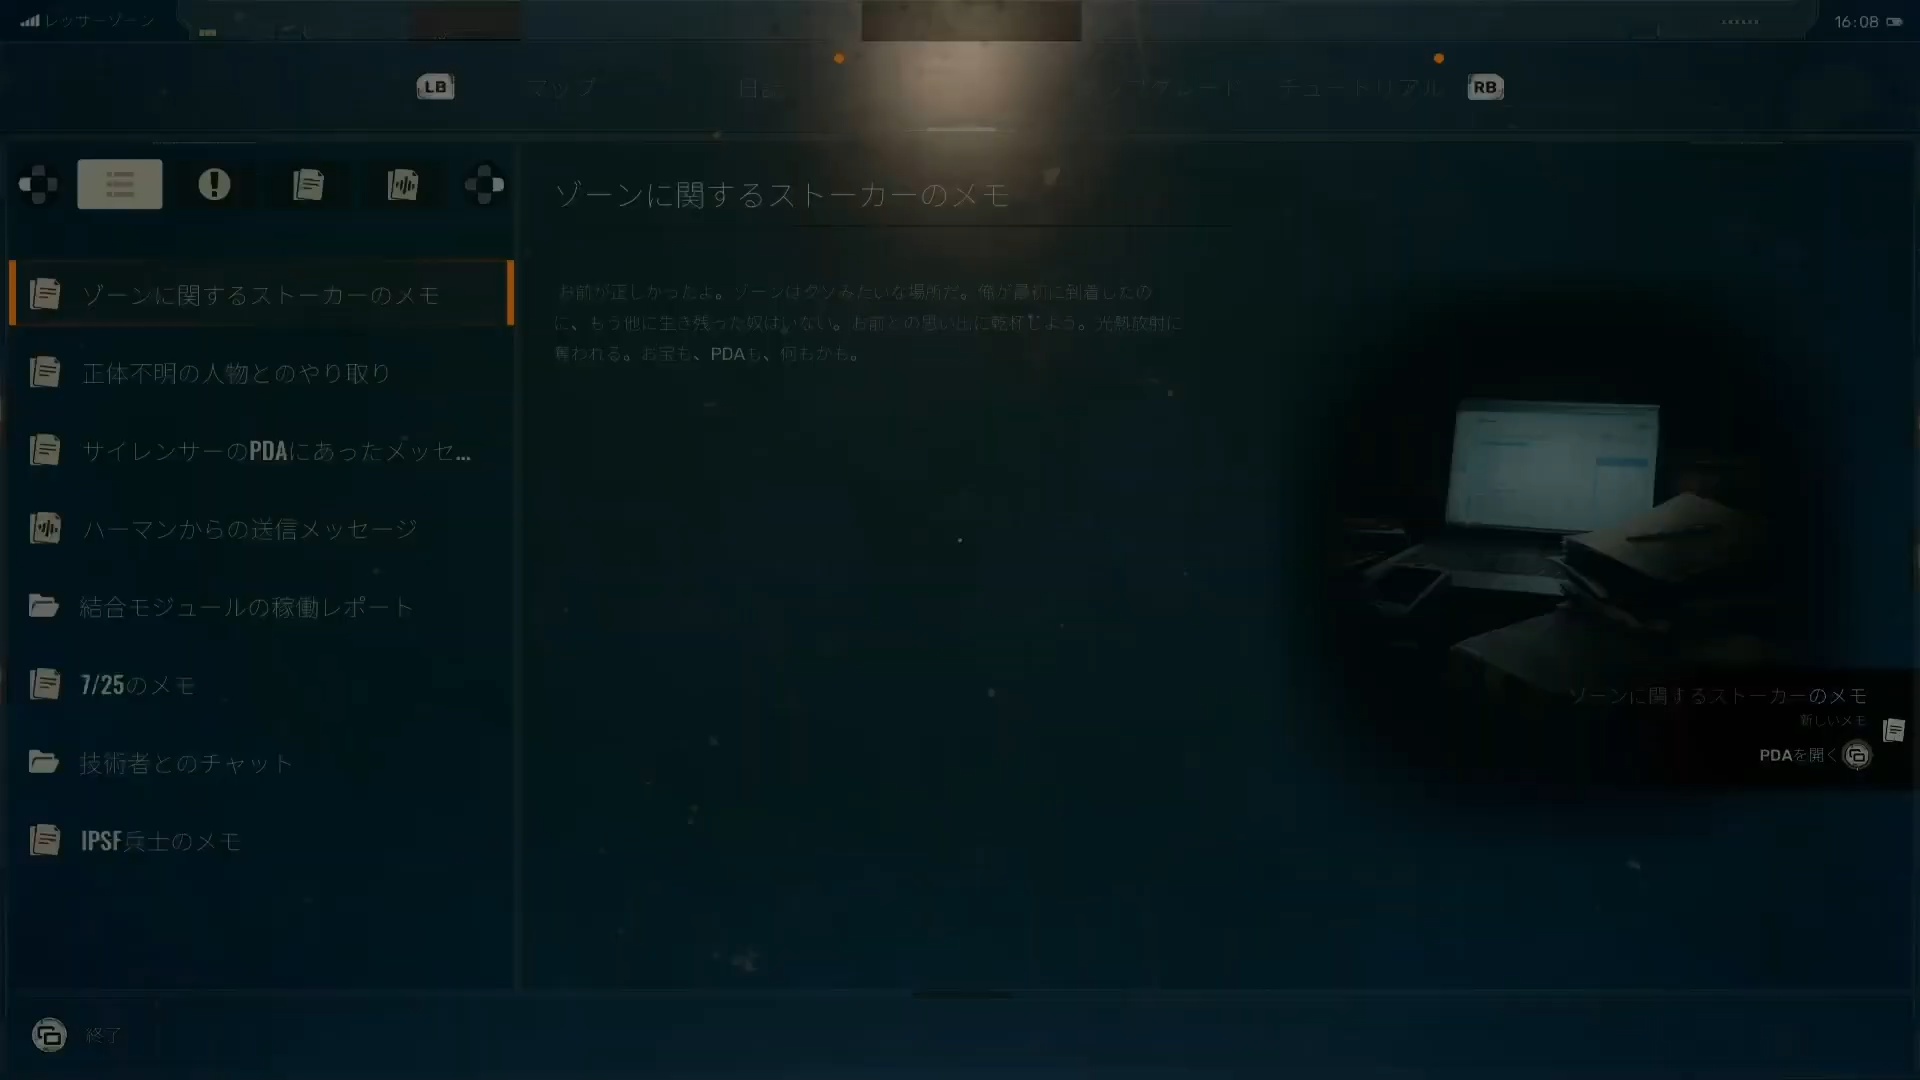 レッサーゾーン
16:08
LB
マップ
日誌
チュートリアル
RB
ゾーンに関するストーカーのメモ
正体不明の人物とのやり取り
サイレンサーのPDAにあったメッセ...
ハーマンからの送信メッセージ
結合モジュールの稼働レポート
7/25のメモ
技術者とのチャット
IPSF兵士のメモ
ゾーンに関するストーカーのメモ
お前が正しかったよ。ゾーンはクソみたいな場所だ。俺が最初に到着したの
に、もう他に生き残った奴はいない。お前との思い出に乾杯しよう。光熱放射に
奪われる。お宝も、PDAも、何もかも。
ゾーンに関するストーカーのメモ
新しいメモ
PDAを開く
終了